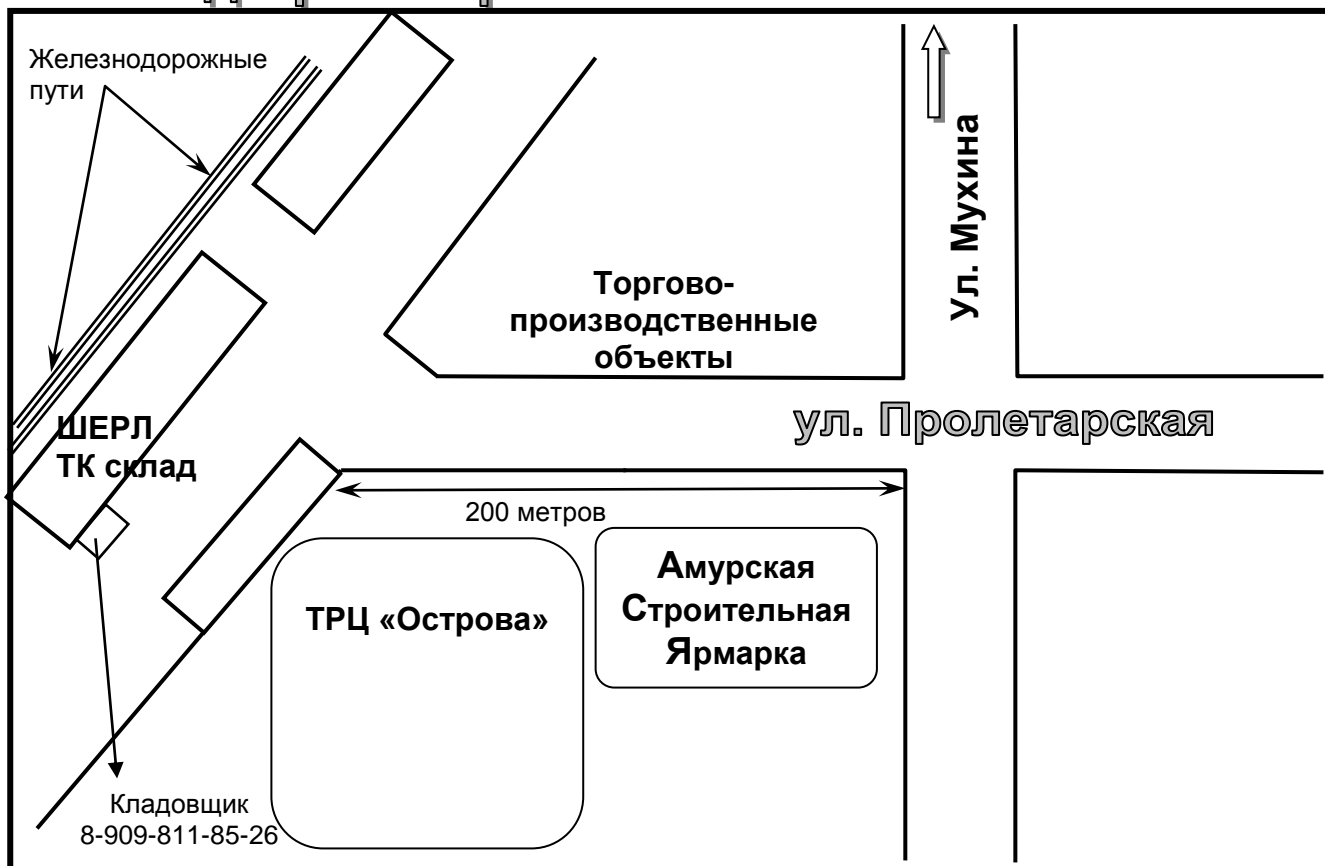 Железнодорожные
пути
Ул. Мухина
Торгово-
производственные
объекты
ул. Пролетарская
ШЕРЛ
ТК склад
200 метров
Амурская
Строительная
Ярмарка
ТРЦ «Острова»
Кладовщик
8-909-811-85-26